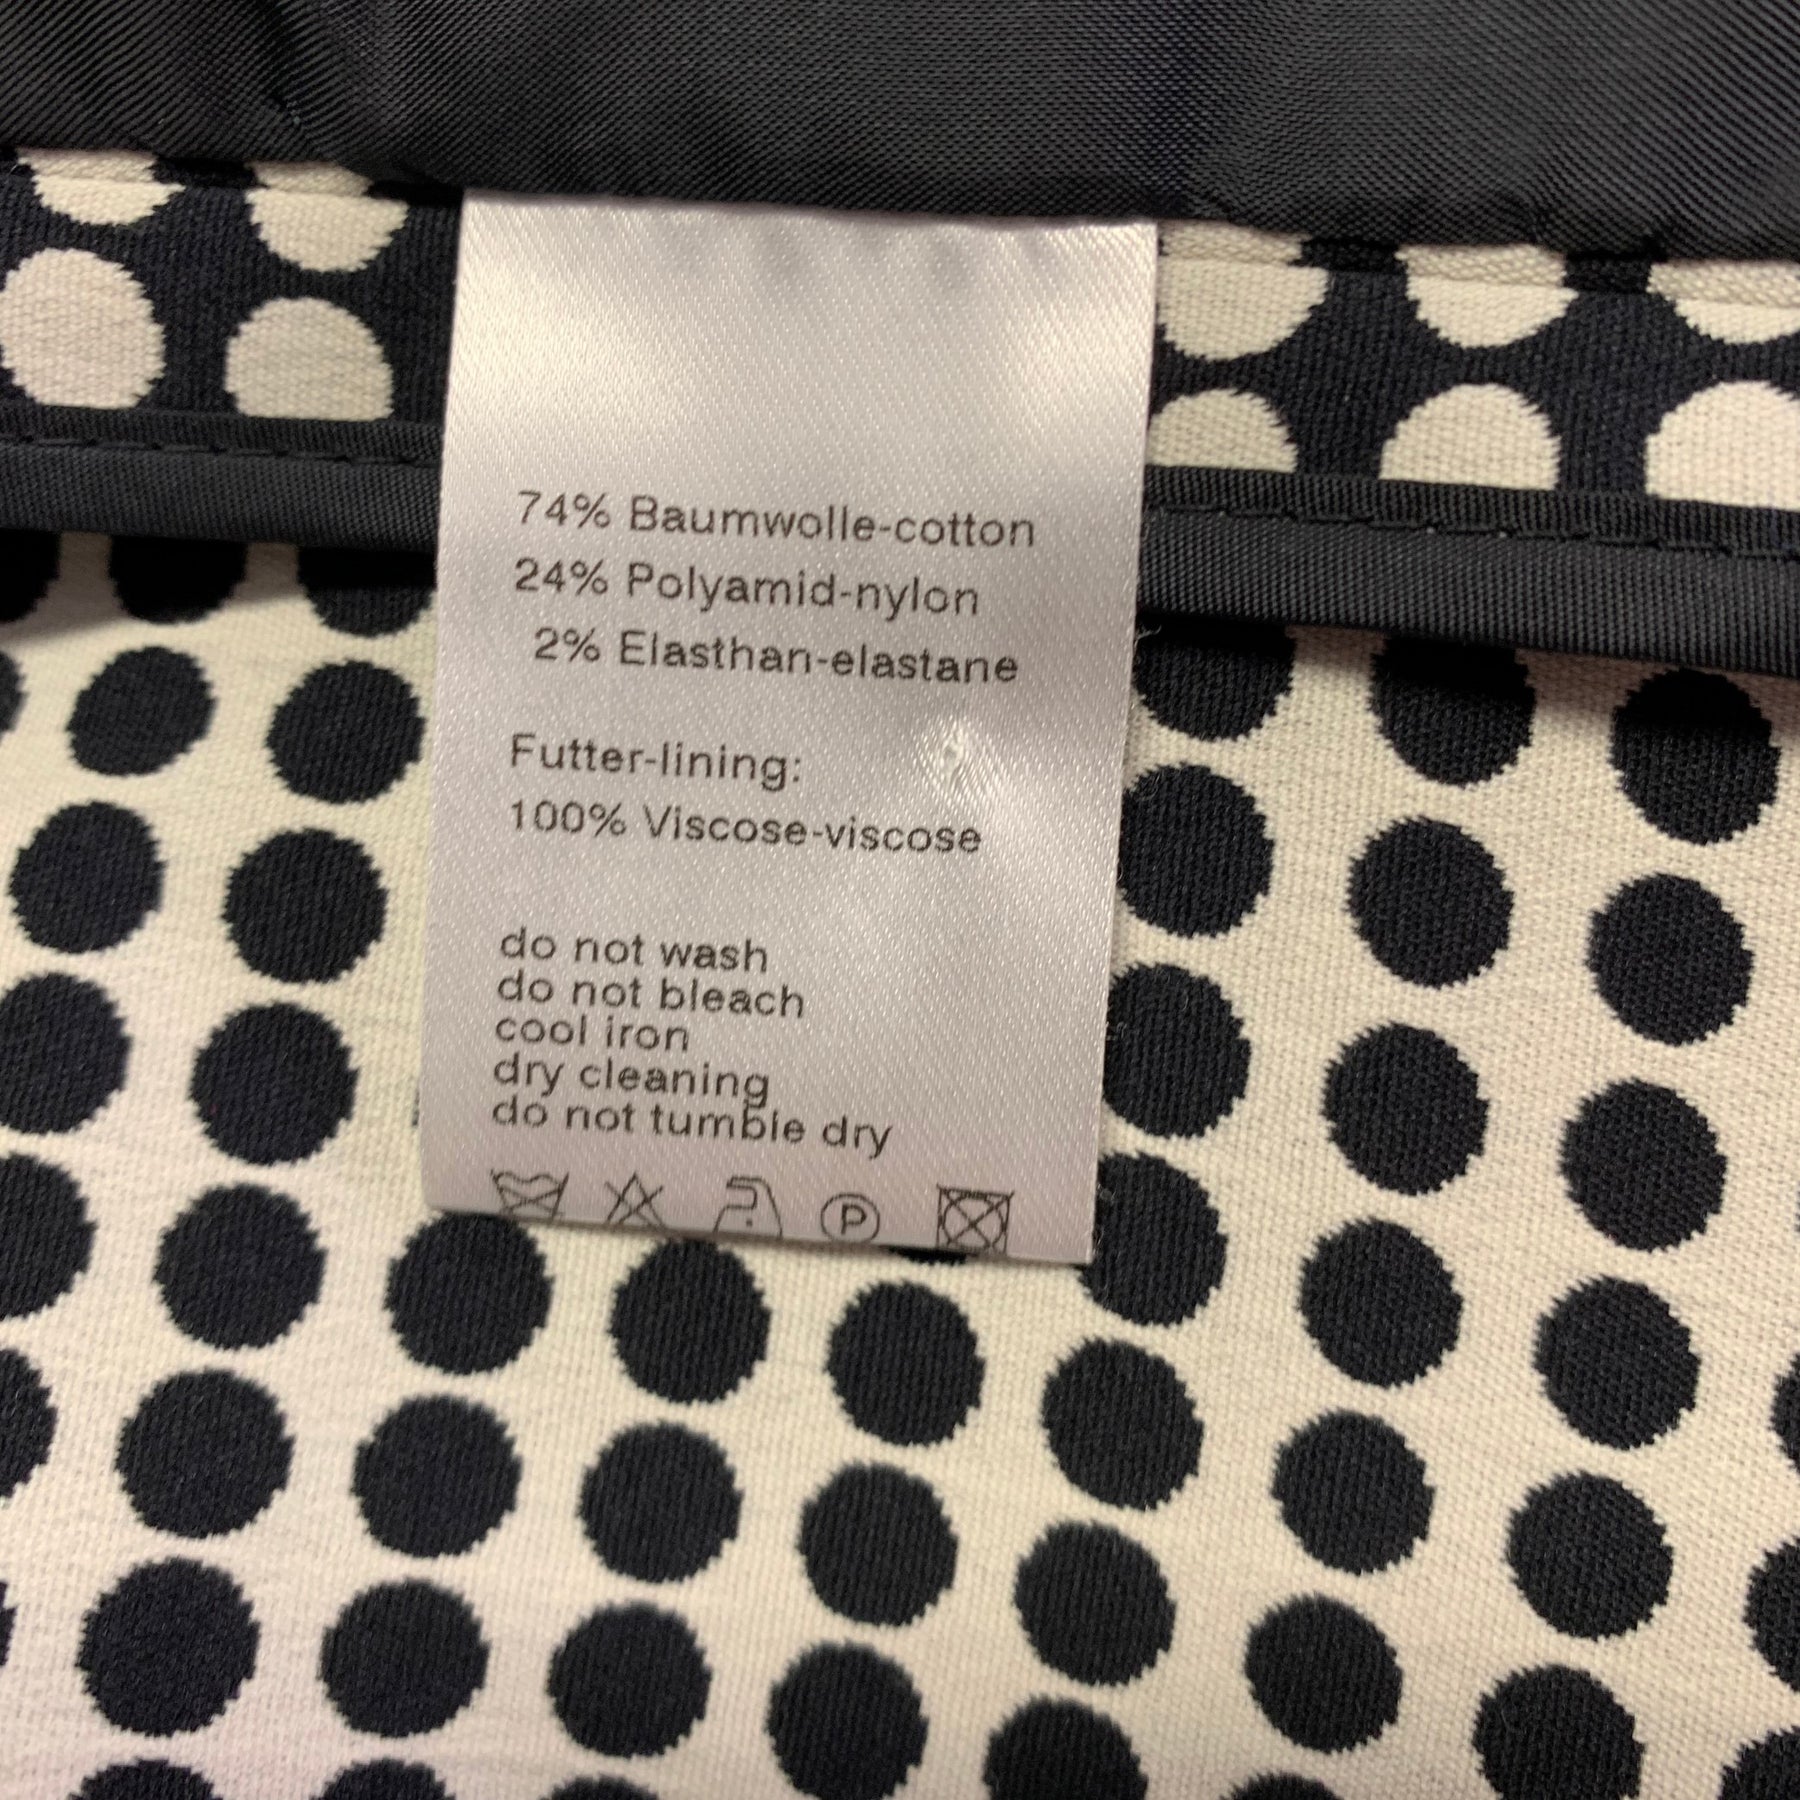 74% Baumwolle-cotton
24% Polyamid-nylon
2% Elasthan-elastane
Futter-lining:
100% Viscose-viscose
do not wash
do not bleach
cool iron
dry cleaning
do not tumble dry
P